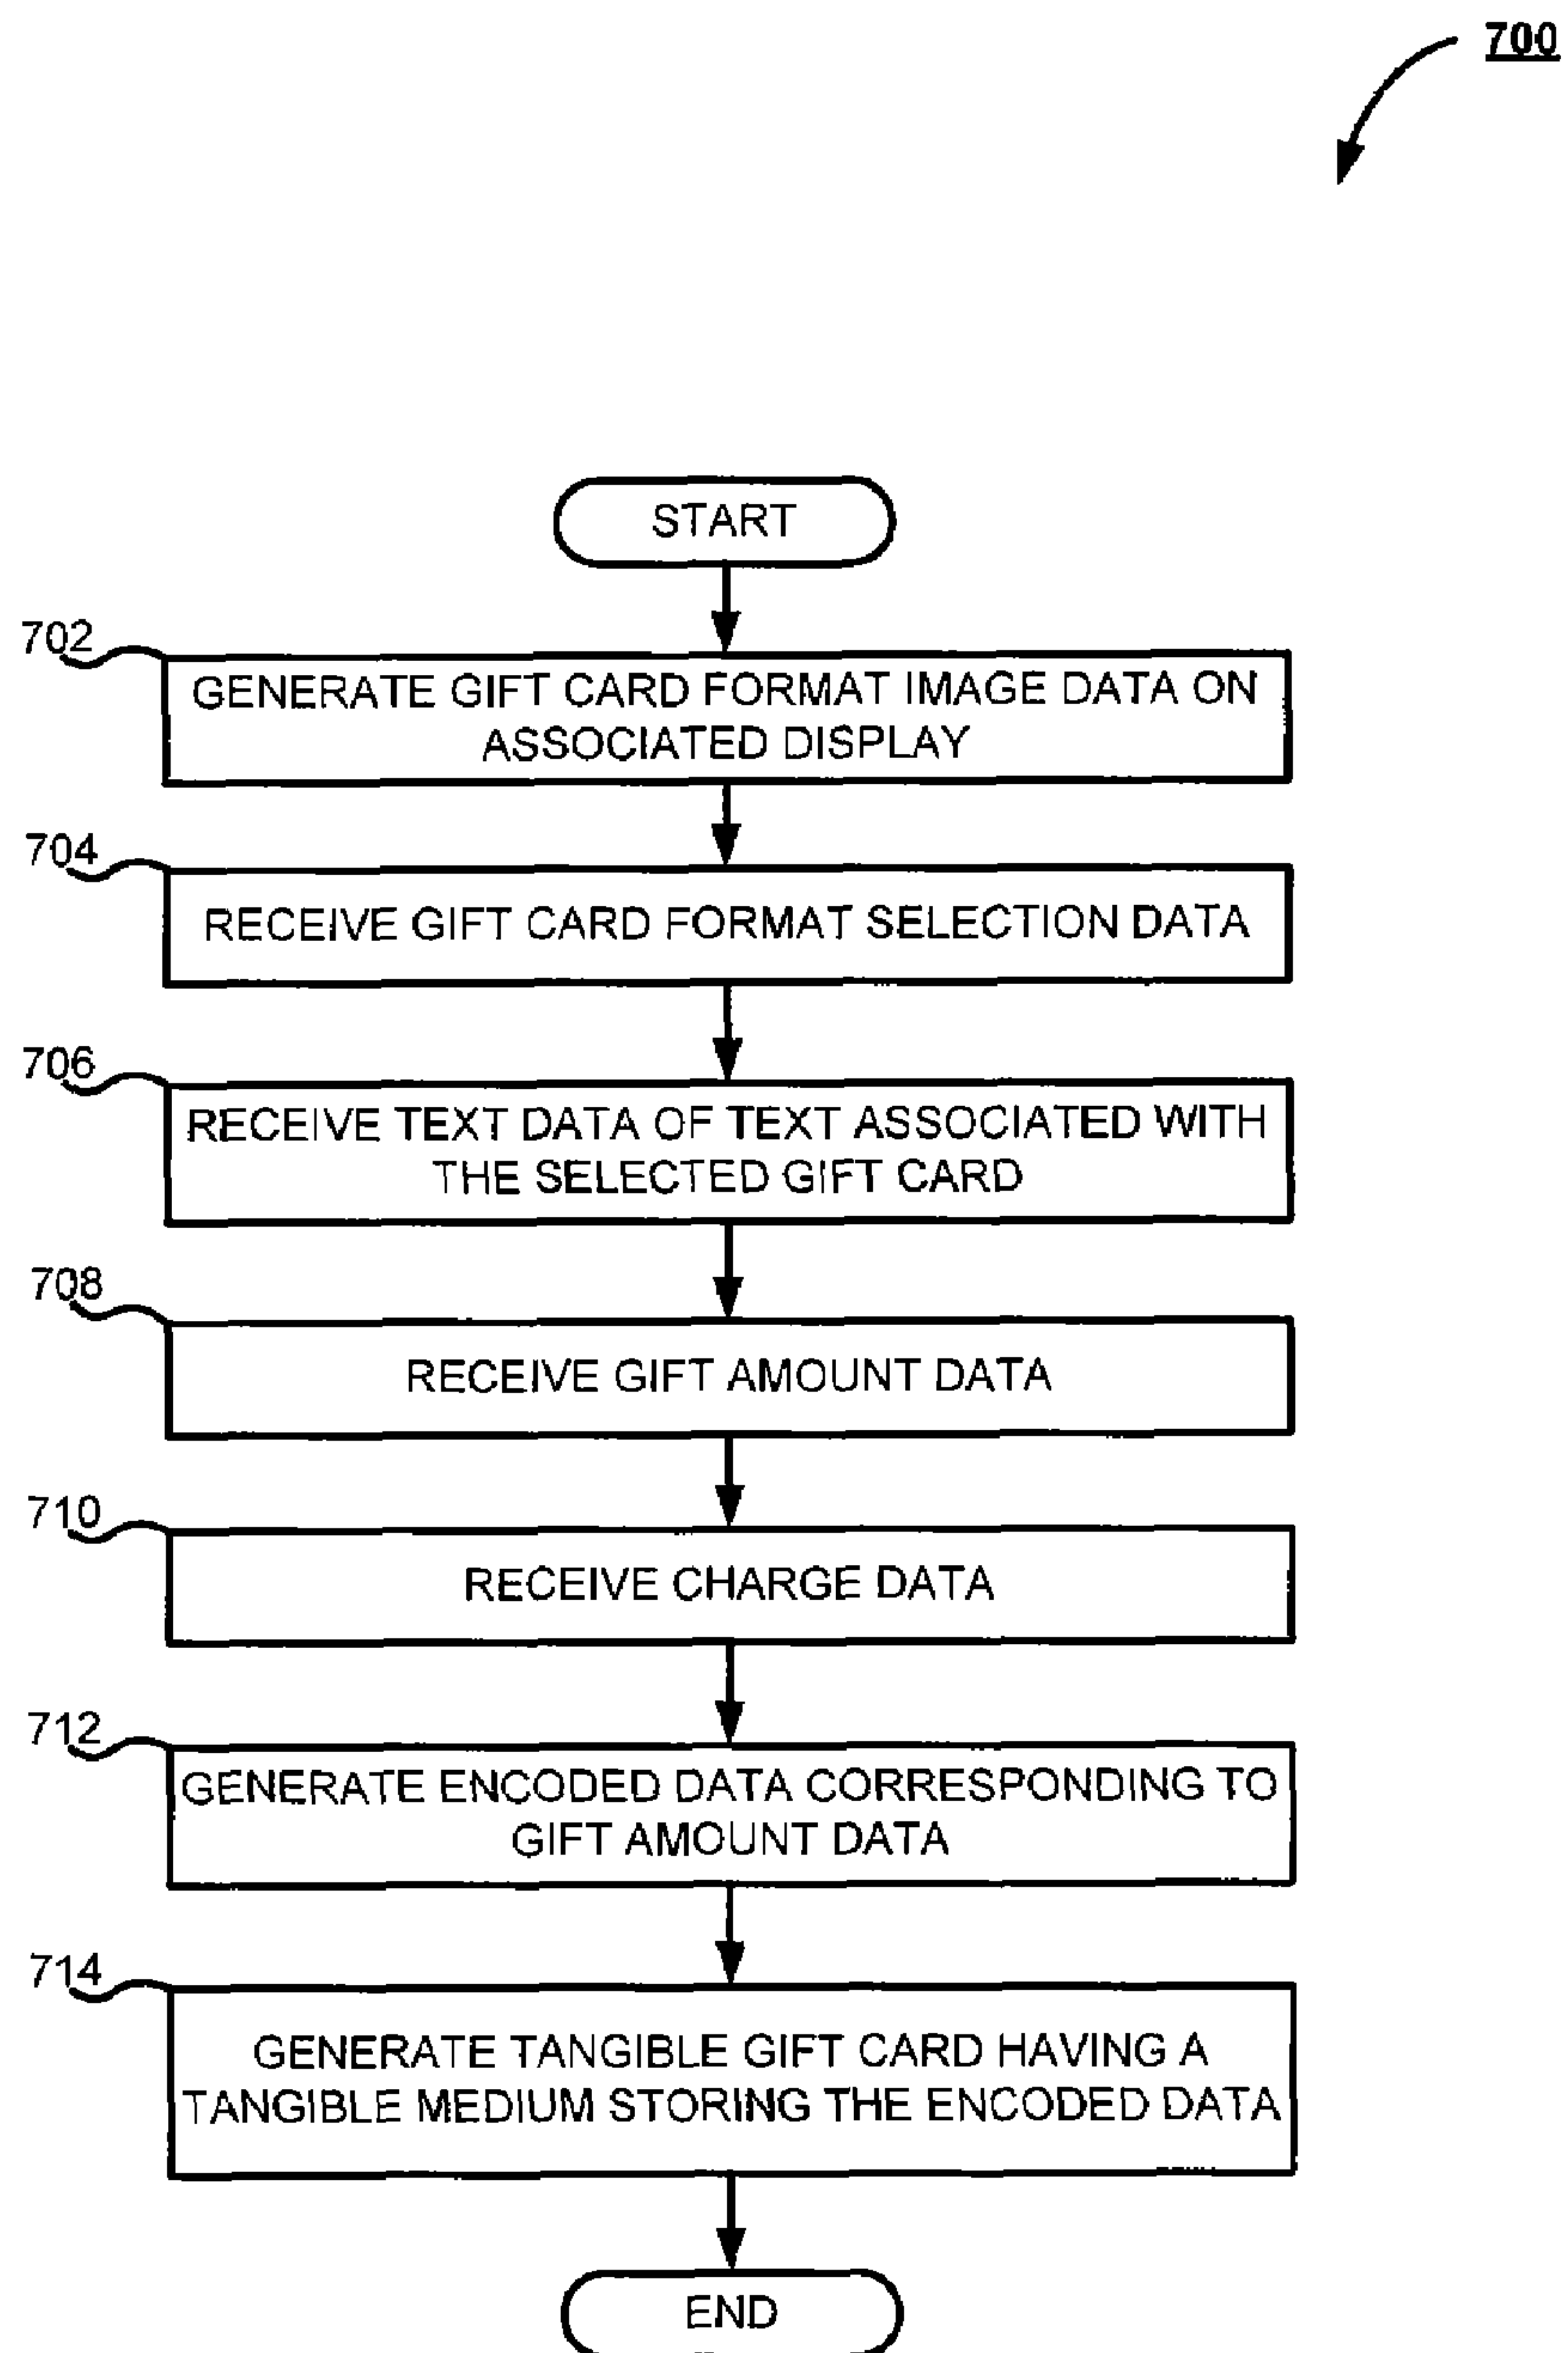 700
START
702
GENERATE GIFT CARD FORMAT IMAGE DATA ON
ASSOCIATED DISPLAY
704
RECEIVE GIFT CARD FORMAT SELECTION DATA
706
RECEIVE TEXT DATA OF TEXT ASSOCIATED WITH
THE SELECTED GIFT CARD
708
RECEIVE GIFT AMOUNT DATA
710
RECEIVE CHARGE DATA
712
GENERATE ENCODED DATA CORRESPONDING TO
GIFT AMOUNT DATA
714
GENERATE TANGIBLE GIFT CARD HAVING A
TANGIBLE MEDIUM STORING THE ENCODED DATA
END